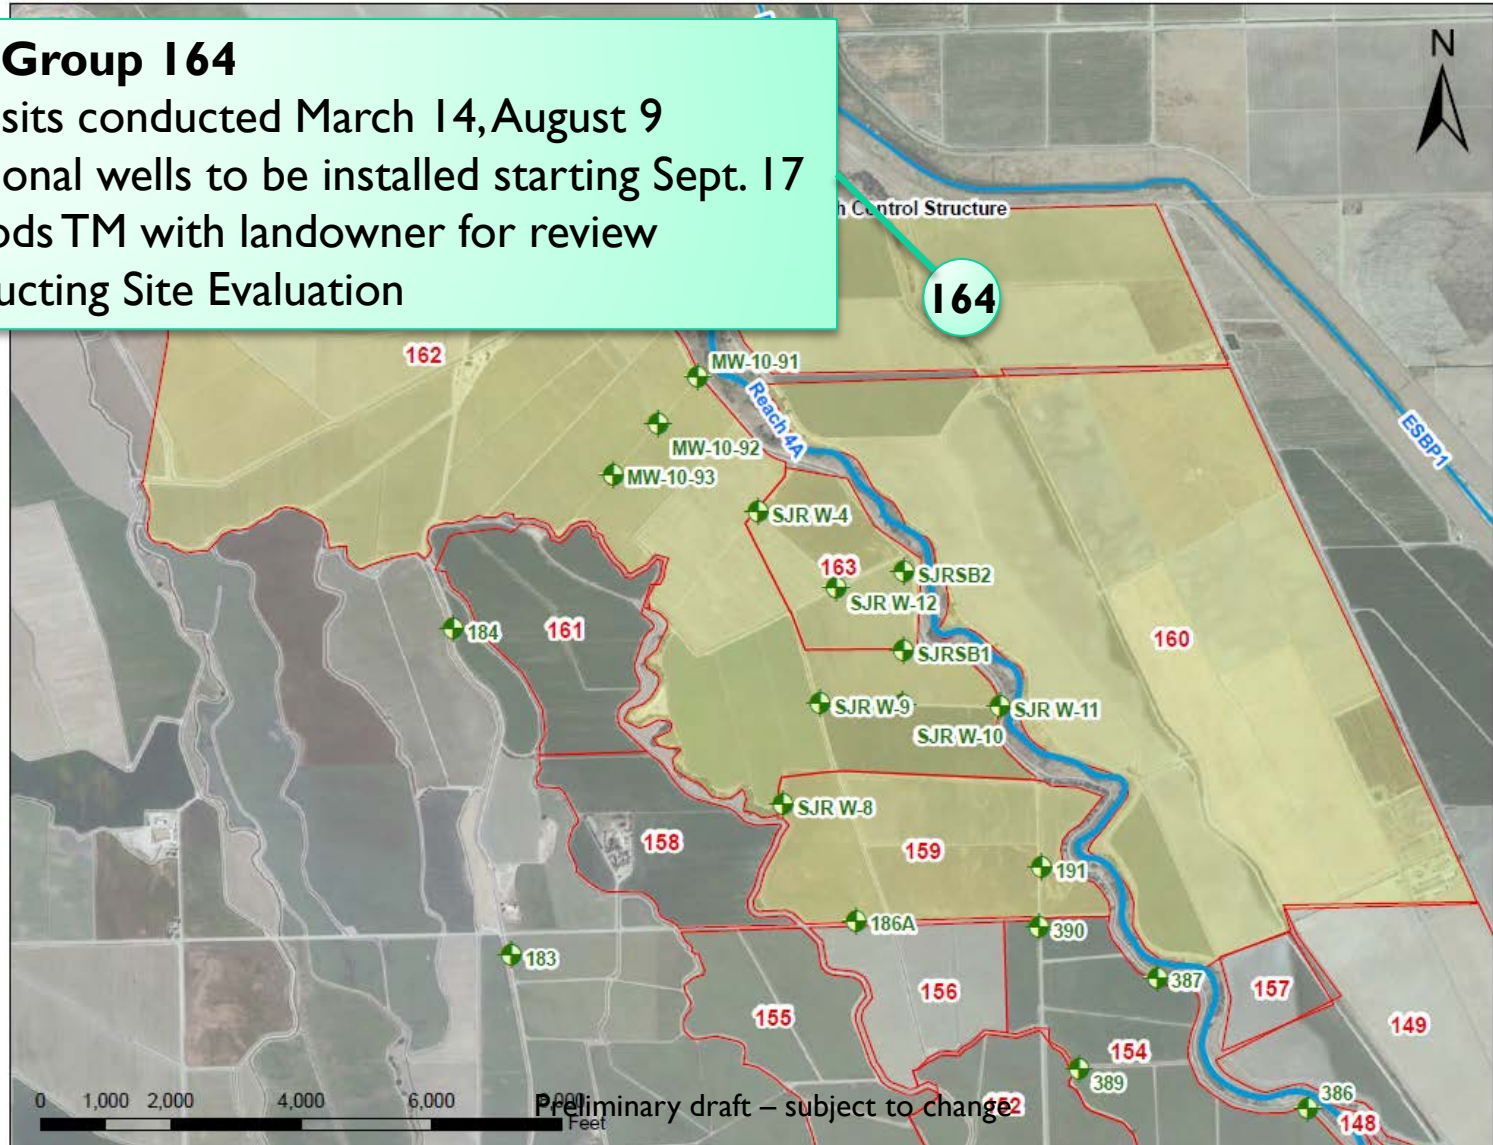 Group 164
sits conducted March 14, August 9
onal wells to be installed starting Sept. 17
ods TM with landowner for review
ucting Site Evaluation
N
h Control Structure
164
162
MW-10-91
Reach 4A
MW-10-92
MW-10-93
ESBP1
SJR W-4
163
SJRSB2
SJR W-12
184
161
160
SJRSB1
SJR W-9
SJR W-11
SJR W-10
SJR W-8
158
159
191
186A
390
183
387
156
157
155
149
154
389
386
148
0 1,000 2,000 4,000 6,000
Feet
Preliminary draft – subject to change